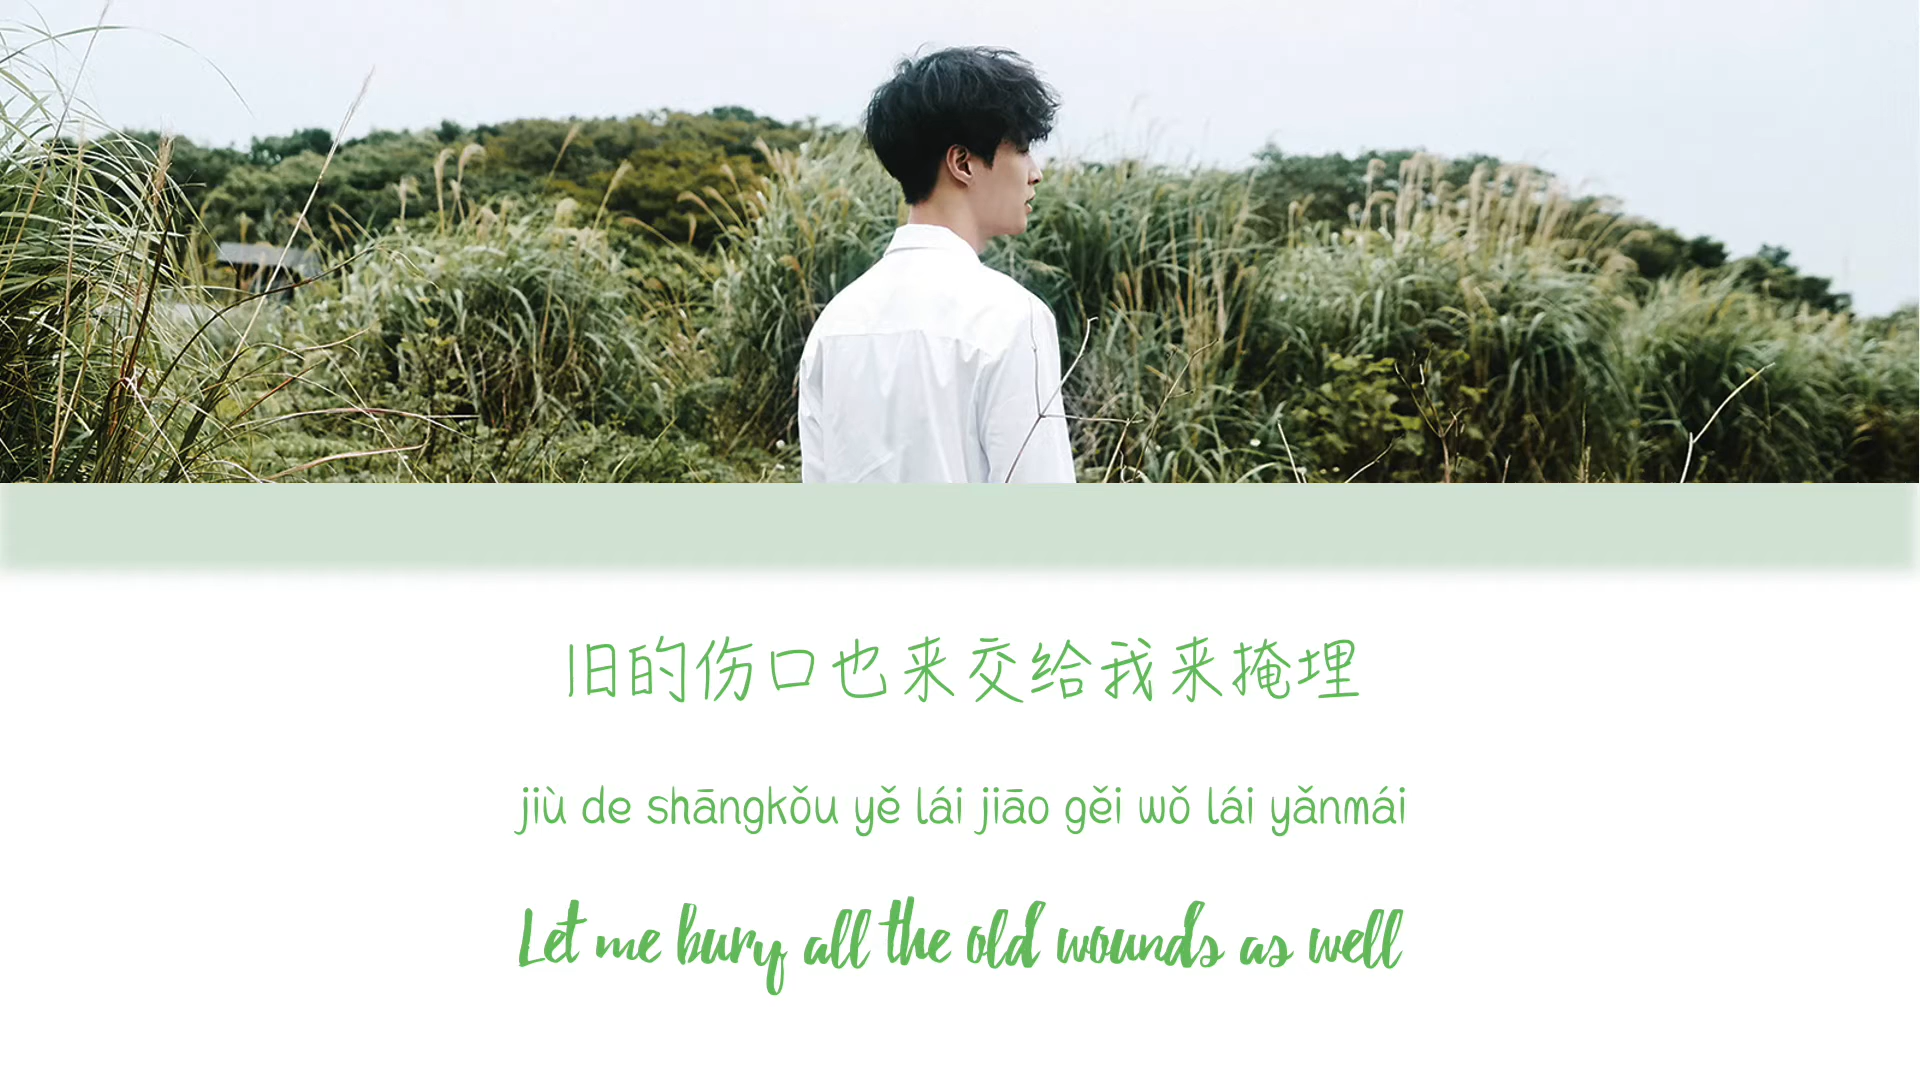 旧的伤口也来交给我来掩埋
jiù de shāngkǒu yě lái jiāo gěi wǒ lái yǎnmái
Let me bury all the old wounds as well